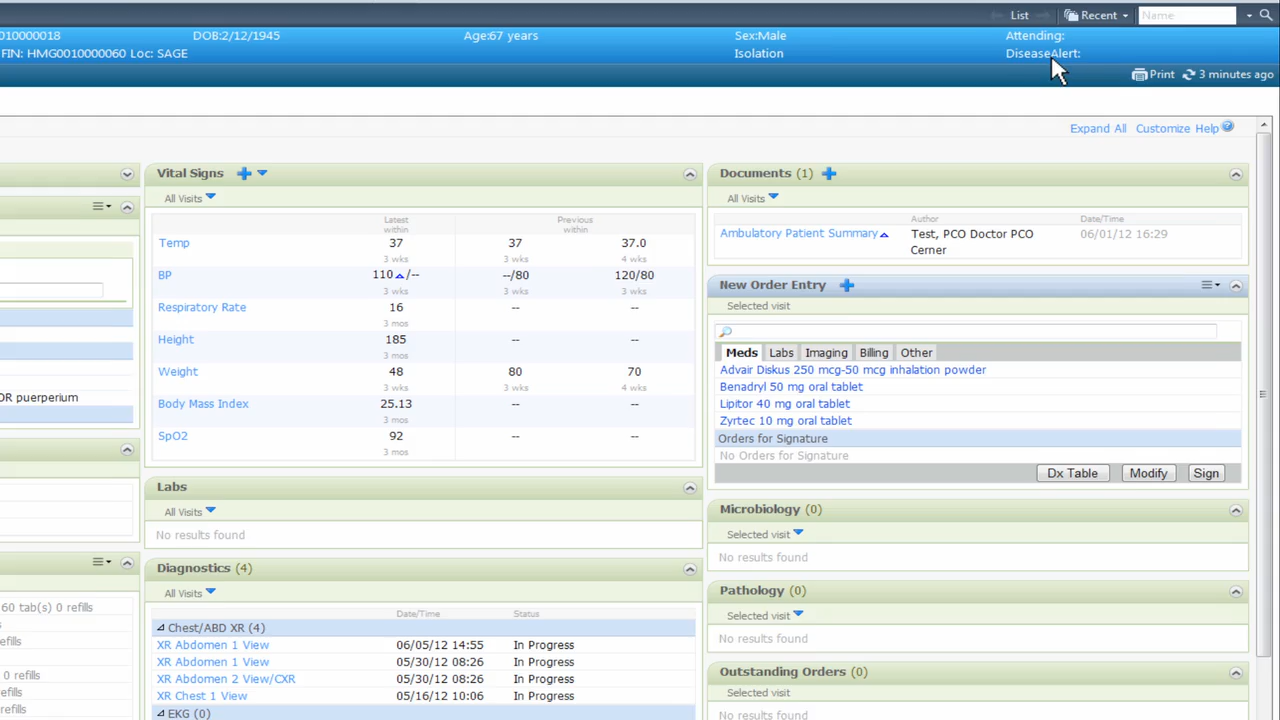 List Recent Name
010000018 DOB:2/12/1945 Age:67 years Sex:Male Attending:
FIN: HMG0010000060 Loc: SAGE Isolation DiseaseAlert:
Print 3 minutes ago
Expand All Customize Help
OR puerperium
60 tab(s) 0 refills
efills
0 refills
efills
refills
Vital Signs
All Visits
Latest Previous
within within
Temp 37 37 37.0
3 wks 3 wks 4 wks
BP 110 /-- --/80 120/80
3 wks 3 wks 3 wks
Respiratory Rate 16 -- --
3 mos
Height 185 -- --
3 mos
Weight 48 80 70
3 wks 3 wks 4 wks
Body Mass Index 25.13 -- --
3 mos
SpO2 92 -- --
3 mos
Labs
All Visits
No results found
Diagnostics (4)
All Visits
Date/Time Status
Chest/ABD XR (4)
XR Abdomen 1 View 06/05/12 14:55 In Progress
XR Abdomen 1 View 05/30/12 08:26 In Progress
XR Abdomen 2 View/CXR 05/30/12 08:26 In Progress
XR Chest 1 View 05/16/12 10:06 In Progress
EKG (0)
Documents (1)
All Visits
Author Date/Time
Ambulatory Patient Summary Test, PCO Doctor PCO 06/01/12 16:29
Cerner
New Order Entry
Selected visit
Meds Labs Imaging Billing Other
Advair Diskus 250 mcg-50 mcg inhalation powder
Benadryl 50 mg oral tablet
Lipitor 40 mg oral tablet
Zyrtec 10 mg oral tablet
Orders for Signature
No Orders for Signature
Dx Table Modify Sign
Microbiology (0)
Selected visit
No results found
Pathology (0)
Selected visit
No results found
Outstanding Orders (0)
Selected visit
No results found